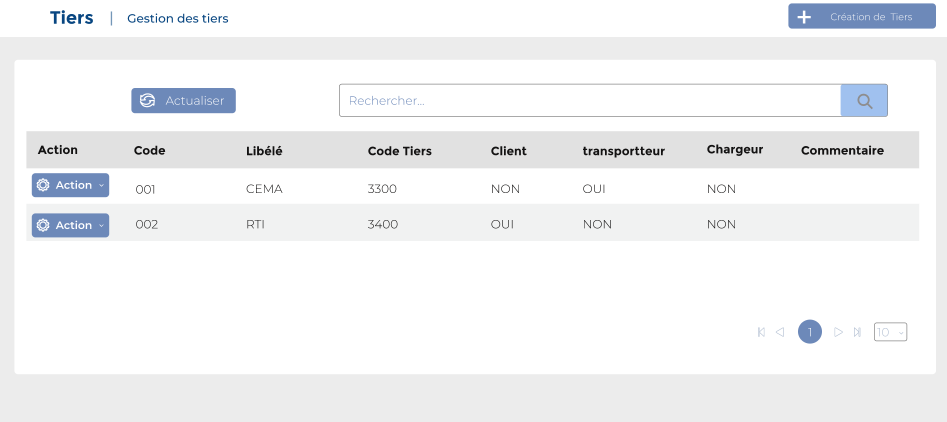 Tiers | Gestion des tiers
Création de Tiers
Actualiser
Rechercher...
Action Code Libélé Code Tiers Client transportteur Chargeur Commentaire
Action 001 CEMA 3300 NON OUI NON
Action 002 RTI 3400 OUI NON NON
1 10